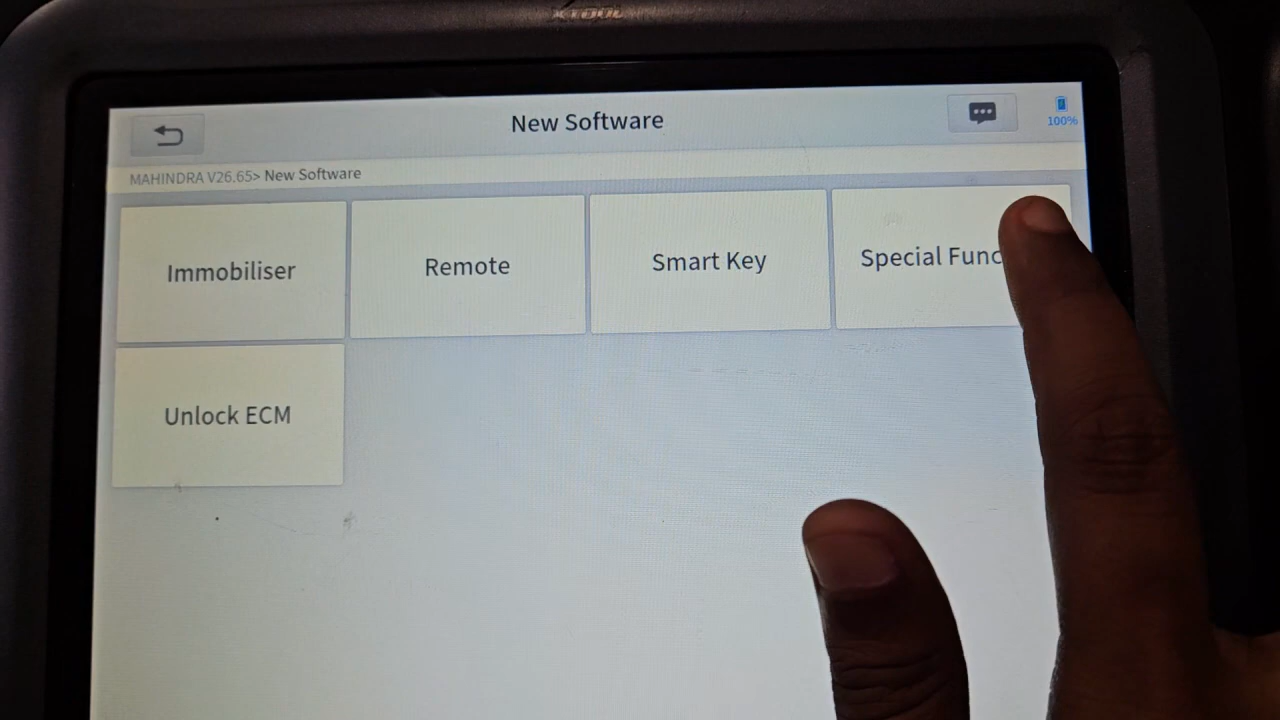 XTOOL
New Software
100%
MAHINDRA V26.65> New Software
Immobiliser
Remote
Smart Key
Special Func
Unlock ECM